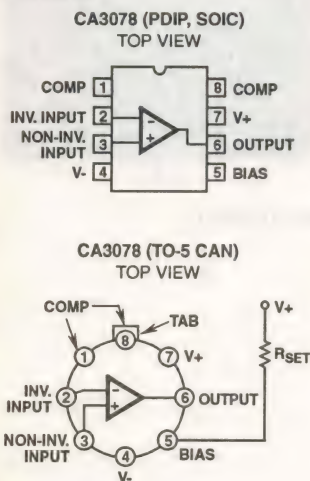 CA3078 (PDIP, SOIC)
TOP VIEW
COMP 1
8 COMP
INV. INPUT 2
7 V+
NON-INV.
INPUT 3
6 OUTPUT
V- 4
5 BIAS
CA3078 (TO-5 CAN)
TOP VIEW
COMP
TAB
V+
8
1
7 V+
RSET
INV.
INPUT
2
6 OUTPUT
NON-INV.
INPUT
3
5
BIAS
4
V-